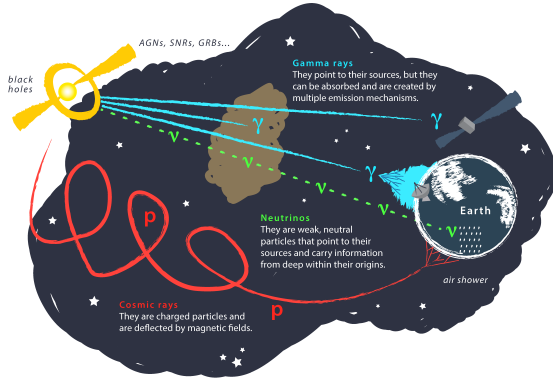 AGNs, SNRs, GRBs...
black
holes
Gamma rays
They point to their sources, but they
can be absorbed and are created by
multiple emission mechanisms.
γ
γ
γ
ν
ν
ν
ν
ν
Earth
Neutrinos
They are weak, neutral
particles that point to their
sources and carry information
from deep within their origins.
air shower
p
p
Cosmic rays
They are charged particles and
are deflected by magnetic fields.